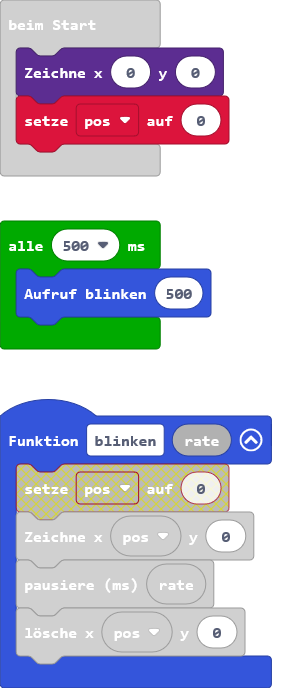 beim Start
Zeichne x 0 y 0
setze pos auf 0
alle 500 ms
Aufruf blinken 500
Funktion blinken rate
setze pos auf 0
Zeichne x pos y 0
pausiere (ms) rate
lösche x pos y 0